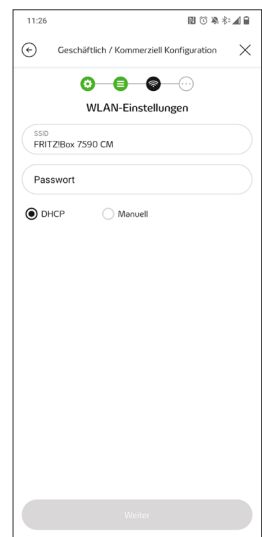 11:26
Geschäftlich / Kommerziell Konfiguration
WLAN-Einstellungen
SSID
FRITZ!Box 7590 CM
Passwort
DHCP Manuell
Weiter